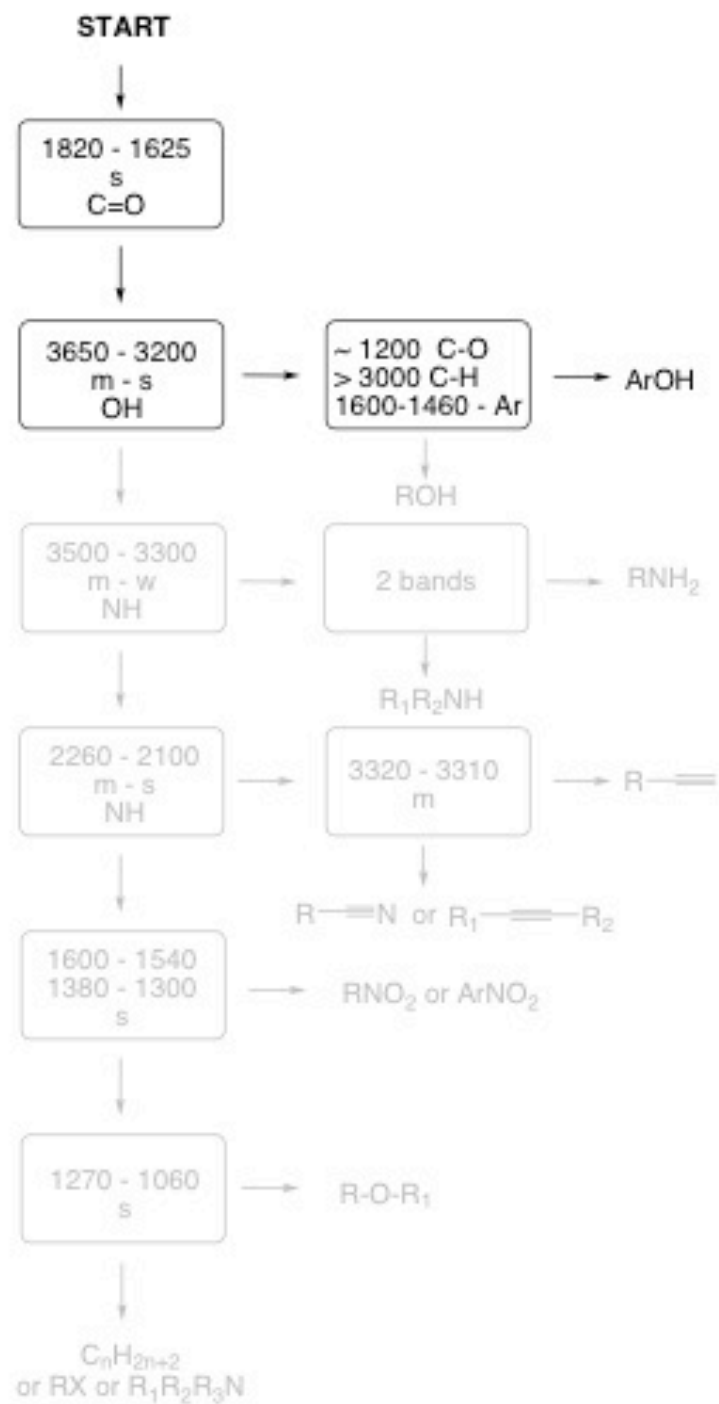 START
1820 - 1625
s
C=O
3650 - 3200
m - s
OH
~ 1200 C-O
> 3000 C-H
1600-1460 - Ar
ArOH
ROH
3500 - 3300
m - w
NH
2 bands
RNH₂
R₁R₂NH
2260 - 2100
m - s
NH
3320 - 3310
m
R
R N or R₁ R₂
1600 - 1540
1380 - 1300
s
RNO₂ or ArNO₂
1270 - 1060
s
R-O-R₁
CₙH₂ₙ₊₂
or RX or R₁R₂R₃N